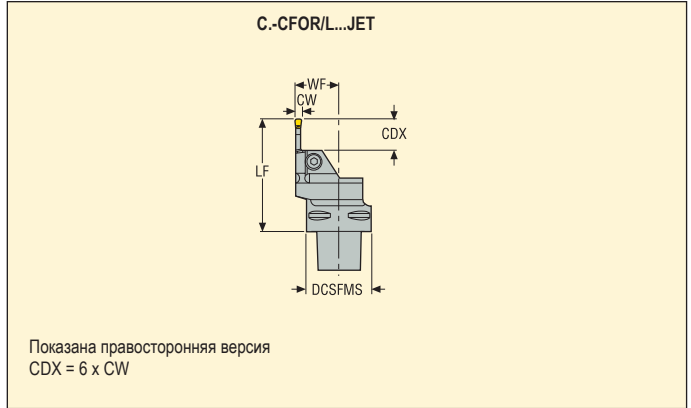 C.-CFOR/L...JET
WF
CW
CDX
LF
DCSFMS
Показана правосторонняя версия
CDX = 6 x CW